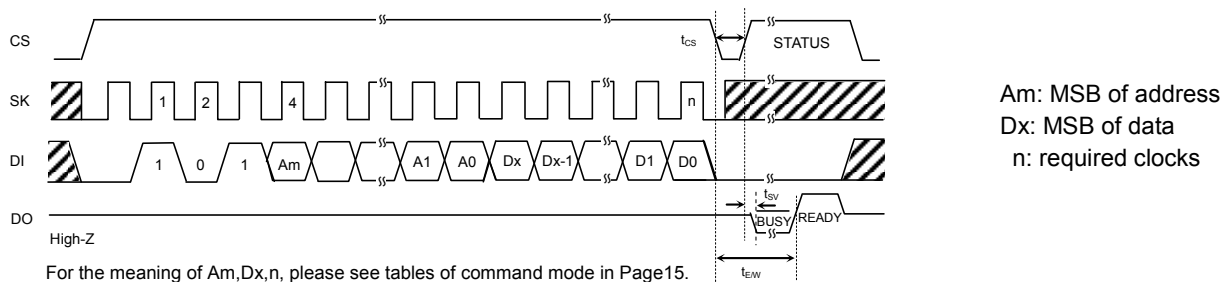 CS
tCS
STATUS
SK
1
2
4
n
DI
1
0
1
Am
A1
A0
Dx
Dx-1
D1
D0
tSV
DO
BUSY
READY
High-Z
tE/W
For the meaning of Am,Dx,n, please see tables of command mode in Page15.
Am: MSB of address
Dx: MSB of data
n: required clocks